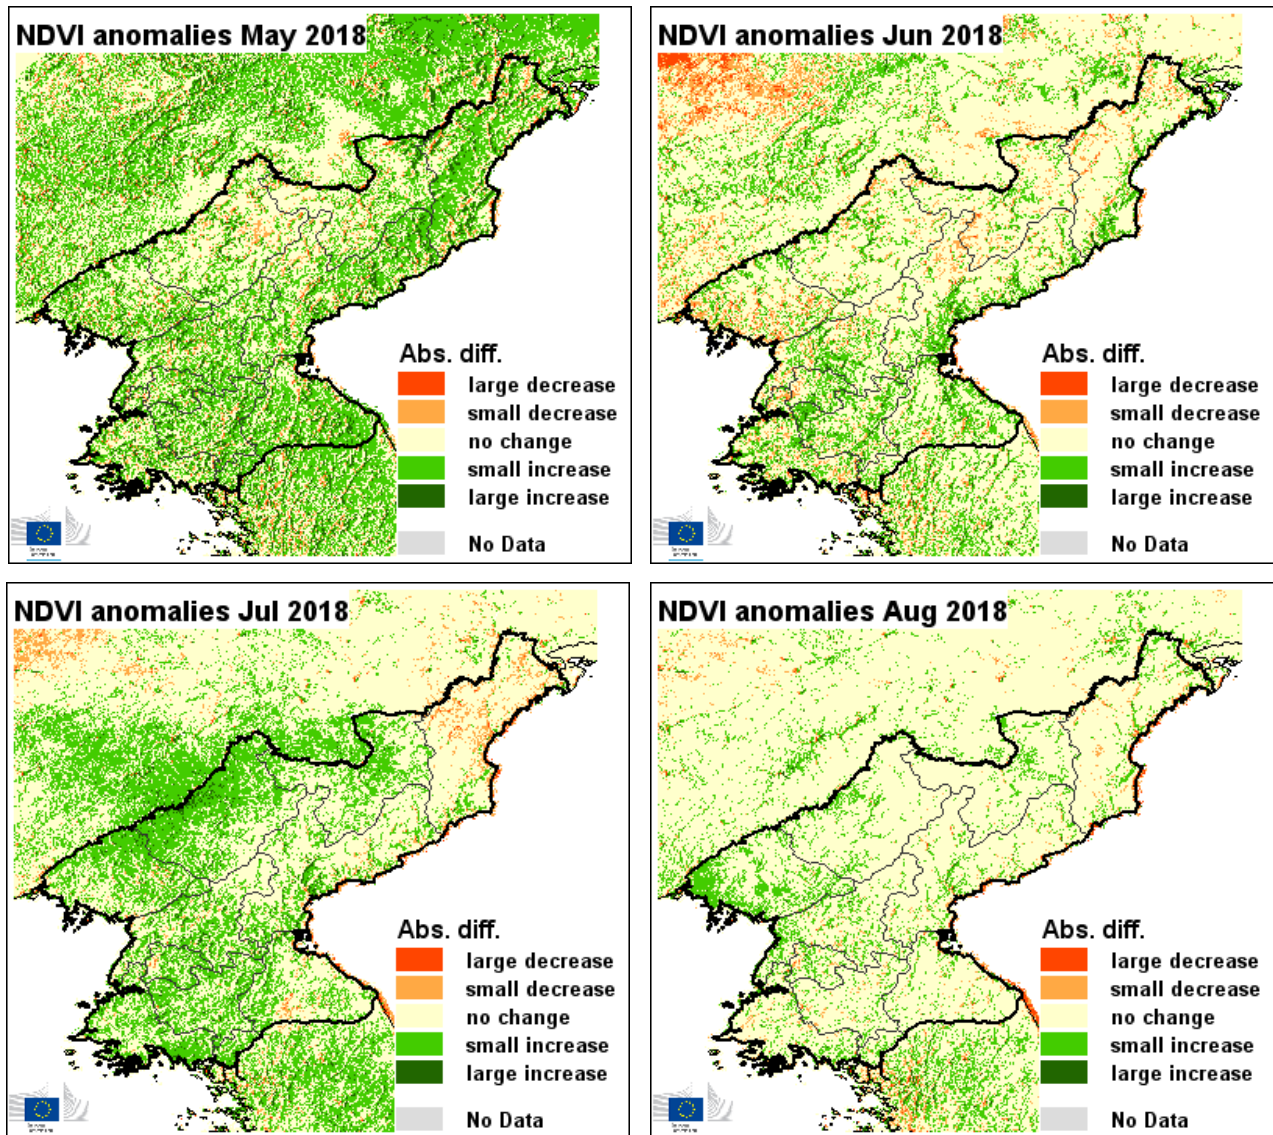 NDVI anomalies May 2018
Abs. diff.
large decrease
small decrease
no change
small increase
large increase
No Data
NDVI anomalies Jun 2018
Abs. diff.
large decrease
small decrease
no change
small increase
large increase
No Data
NDVI anomalies Jul 2018
Abs. diff.
large decrease
small decrease
no change
small increase
large increase
No Data
NDVI anomalies Aug 2018
Abs. diff.
large decrease
small decrease
no change
small increase
large increase
No Data